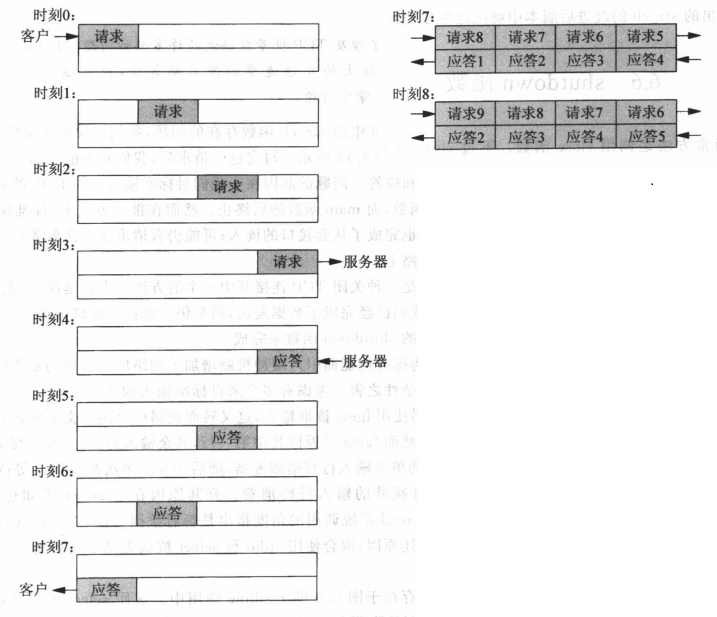 时刻0:
客户
请求
时刻1:
请求
时刻2:
请求
时刻3:
请求
服务器
时刻4:
应答
服务器
时刻5:
应答
时刻6:
应答
时刻7:
客户
应答
时刻7:
请求8 请求7 请求6 请求5
应答1 应答2 应答3 应答4
时刻8:
请求9 请求8 请求7 请求6
应答2 应答3 应答4 应答5